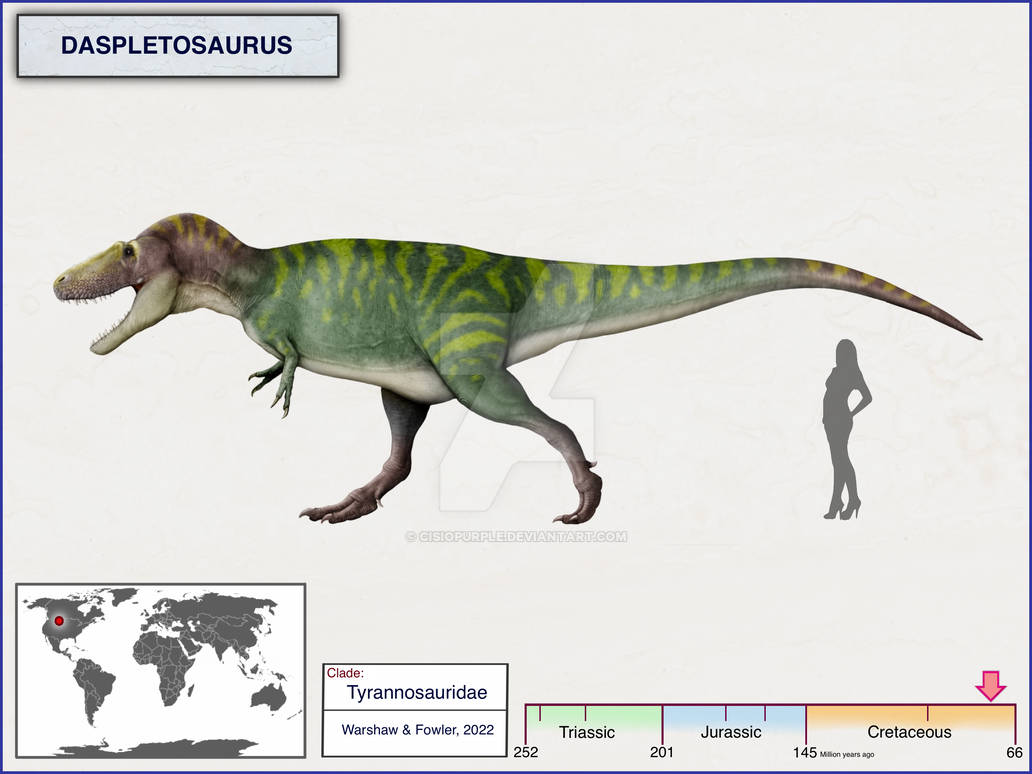 DASPLETOSAURUS
© CISIOPURPLE.DEVIANTART.COM
Clade:
Tyrannosauridae
Warshaw & Fowler, 2022
Triassic Jurassic Cretaceous
252 201 145 Million years ago 66